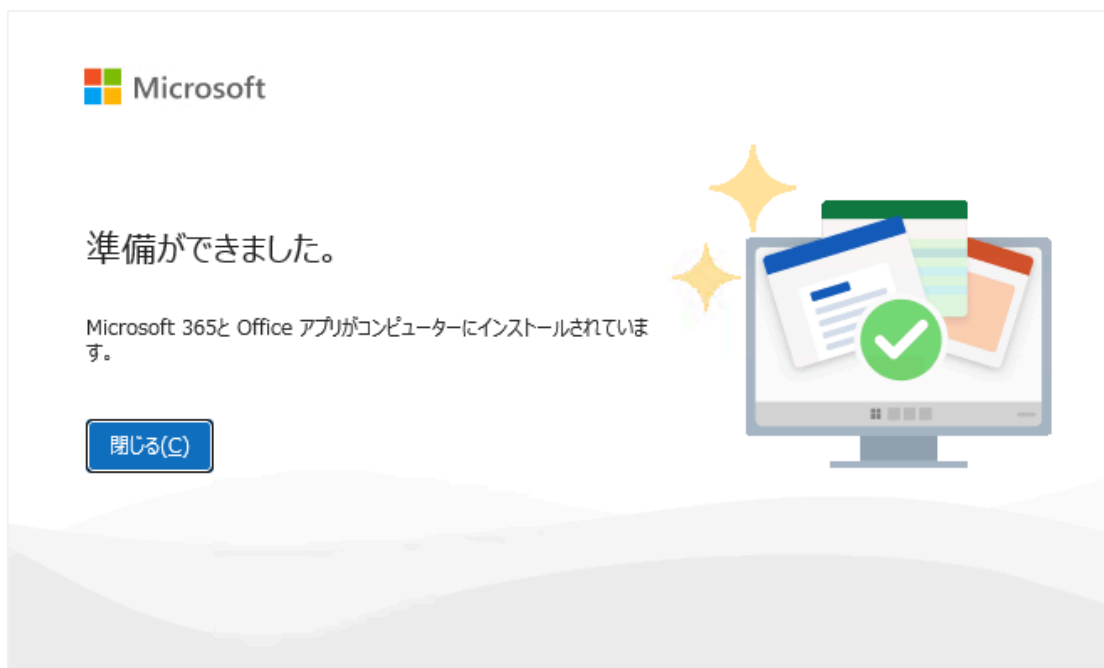 Microsoft
準備ができました。
Microsoft 365と Office アプリがコンピューターにインストールされていま
す。
閉じる(C)